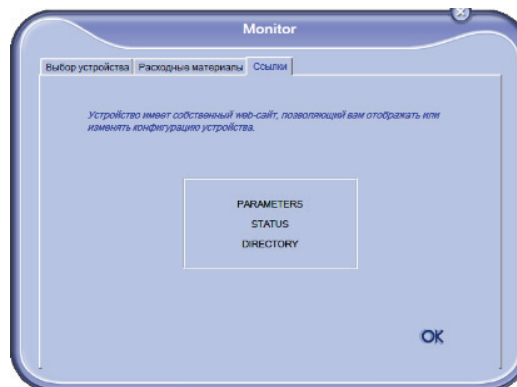 Monitor
Выбор устройства Расходные материалы Ссылки
Устройство имеет собственный web-сайт, позволяющий вам отображать или
изменять конфигурацию устройства.
PARAMETERS
STATUS
DIRECTORY
OK